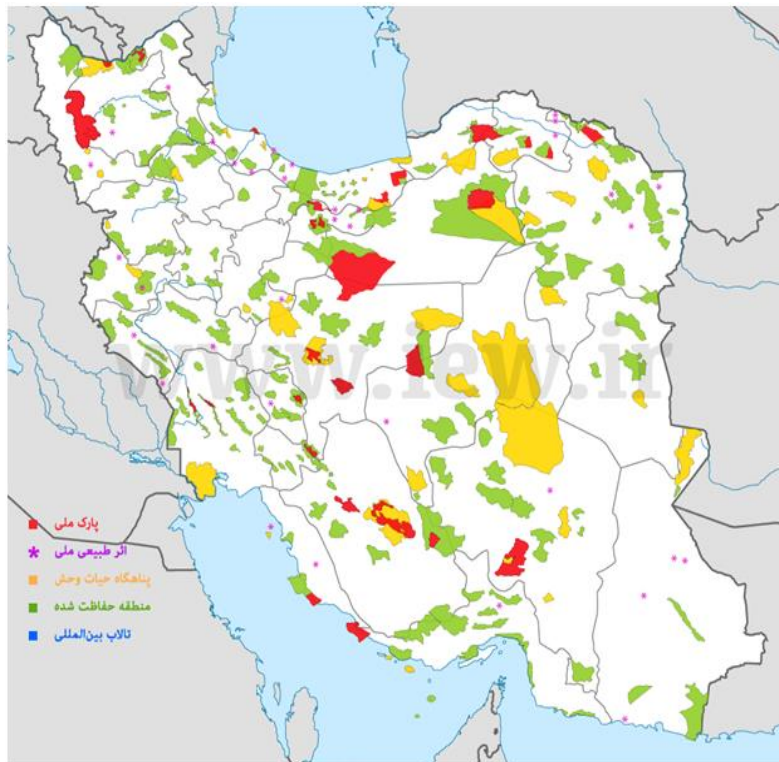 www.iew.ir
پارک ملی
اثر طبیعی ملی
پناهگاه حیات وحش
منطقه حفاظت شده
تالاب بین‌المللی